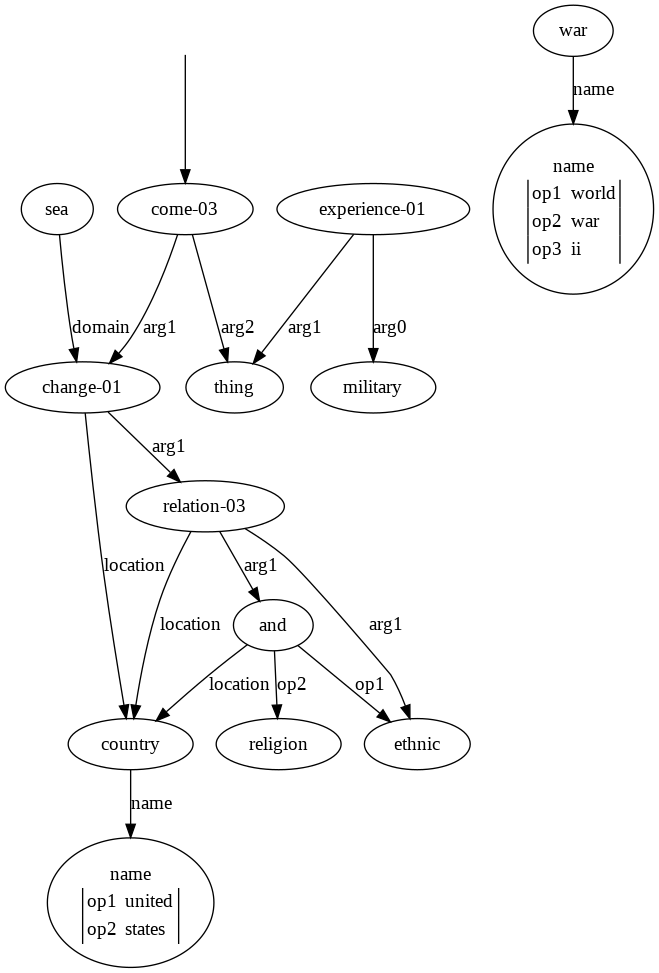 war
name
name
op1 world
op2 war
op3 ii
sea
come-03
experience-01
domain
arg1
arg2
arg1
arg0
change-01
thing
military
arg1
relation-03
location
location
arg1
arg1
and
location
op2
op1
country
religion
ethnic
name
name
op1 united
op2 states